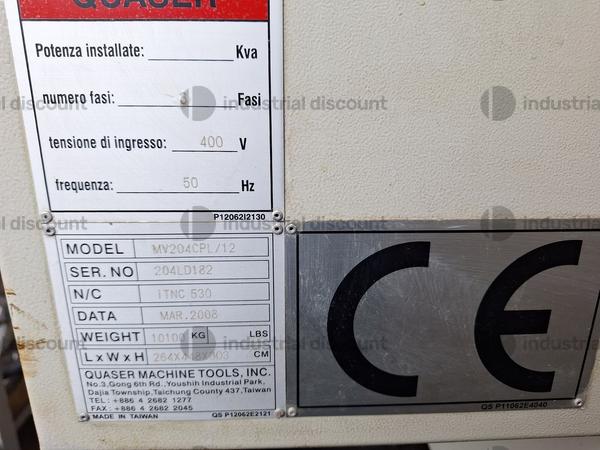 QUASER
Potenza installate: Kva
numero fasi: 3 Fasi
tensione di ingresso: 400 V
frequenza: 50 Hz
P12062I2130
MODEL MV204CPL/12
SER. NO 204LD182
N/C iTNC 530
DATA MAR.2008
WEIGHT 10100 KG LBS
L x W x H CM
QUASER MACHINE TOOLS, INC.
No.3,Gong 6th Rd.,Youshih Industrial Park,
Dajia Township,Taichung County 437,Taiwan
TEL: +886 4 2682 1277
FAX: +886 4 2682 2045
MADE IN TAIWAN QS P12062E2121
CE
QS P11062E4040
industrial discount